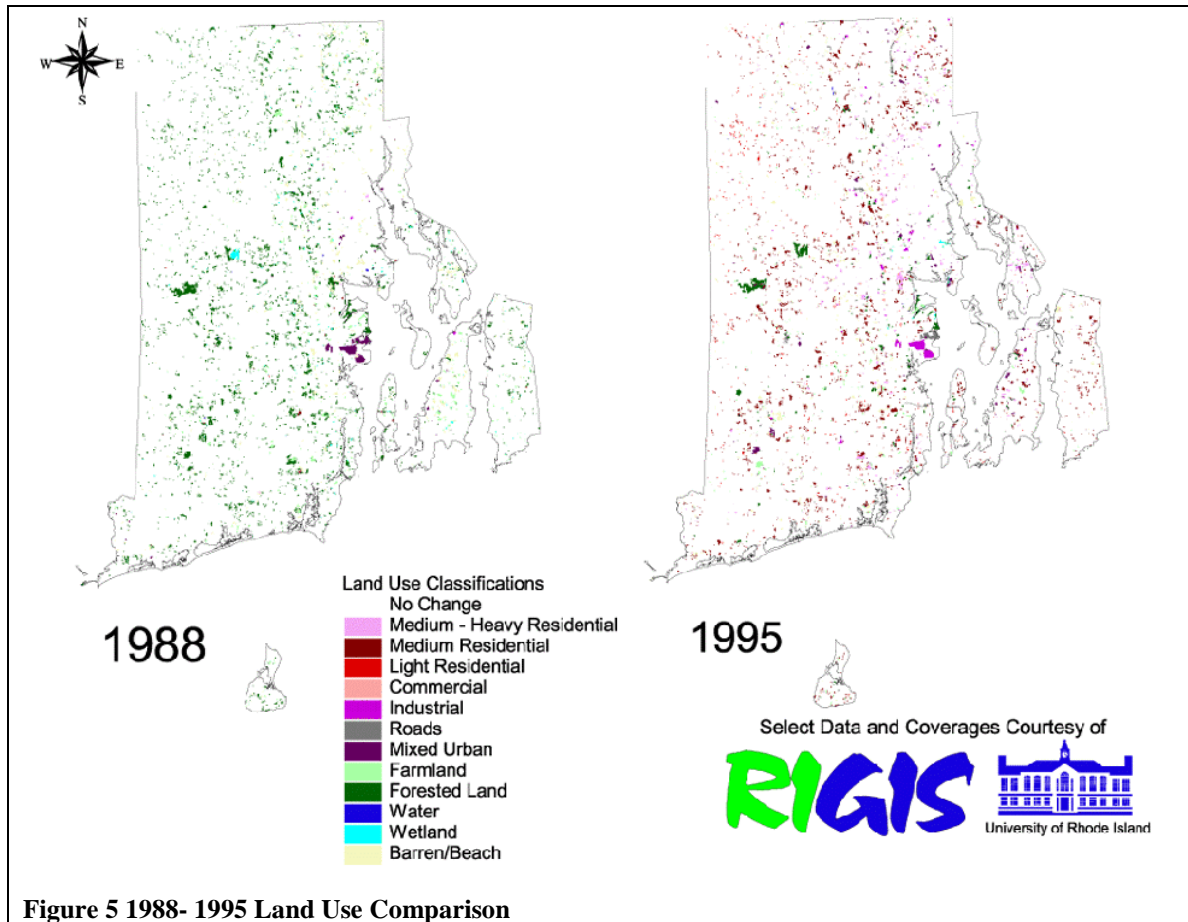 N
W E
S
1988
Land Use Classifications
No Change
Medium - Heavy Residential
Medium Residential
Light Residential
Commercial
Industrial
Roads
Mixed Urban
Farmland
Forested Land
Water
Wetland
Barren/Beach
1995
Select Data and Coverages Courtesy of
RIGIS
University of Rhode Island
Figure 5 1988- 1995 Land Use Comparison